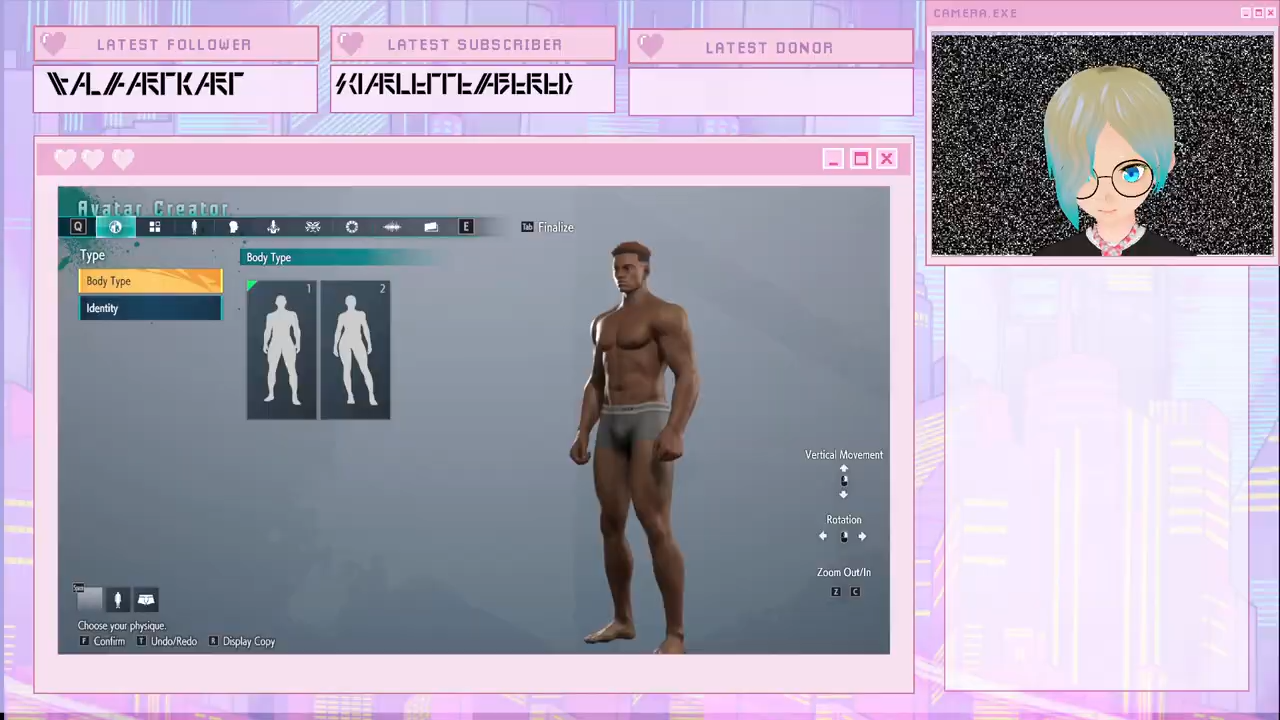 CAMERA.EXE
LATEST FOLLOWER
LATEST SUBSCRIBER
LATEST DONOR
Avatar Creator
Q
E
Tab Finalize
Type
Body Type
Body Type
Identity
1
2
Vertical Movement
Rotation
Zoom Out/In
Z C
Space
Choose your physique.
F Confirm T Undo/Redo R Display Copy